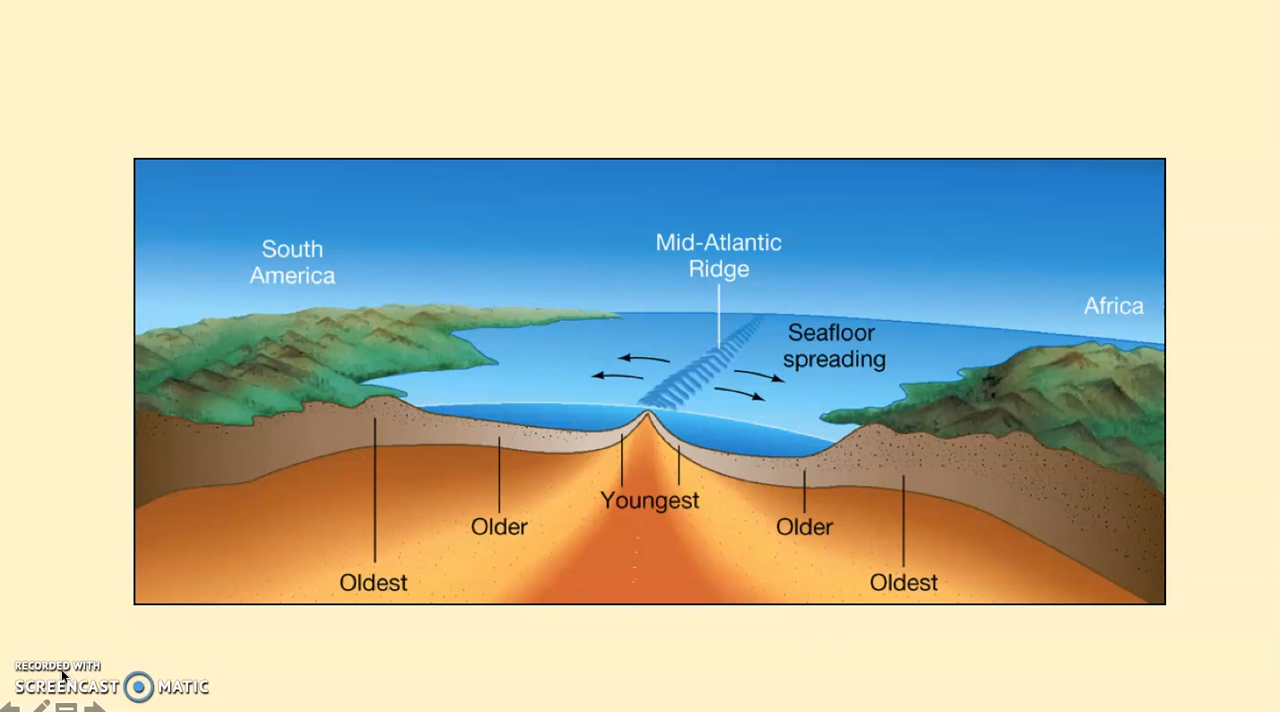 South
America
Mid-Atlantic
Ridge
Africa
Seafloor
spreading
Youngest
Older
Older
Oldest
Oldest
RECORDED WITH
SCREENCAST MATIC